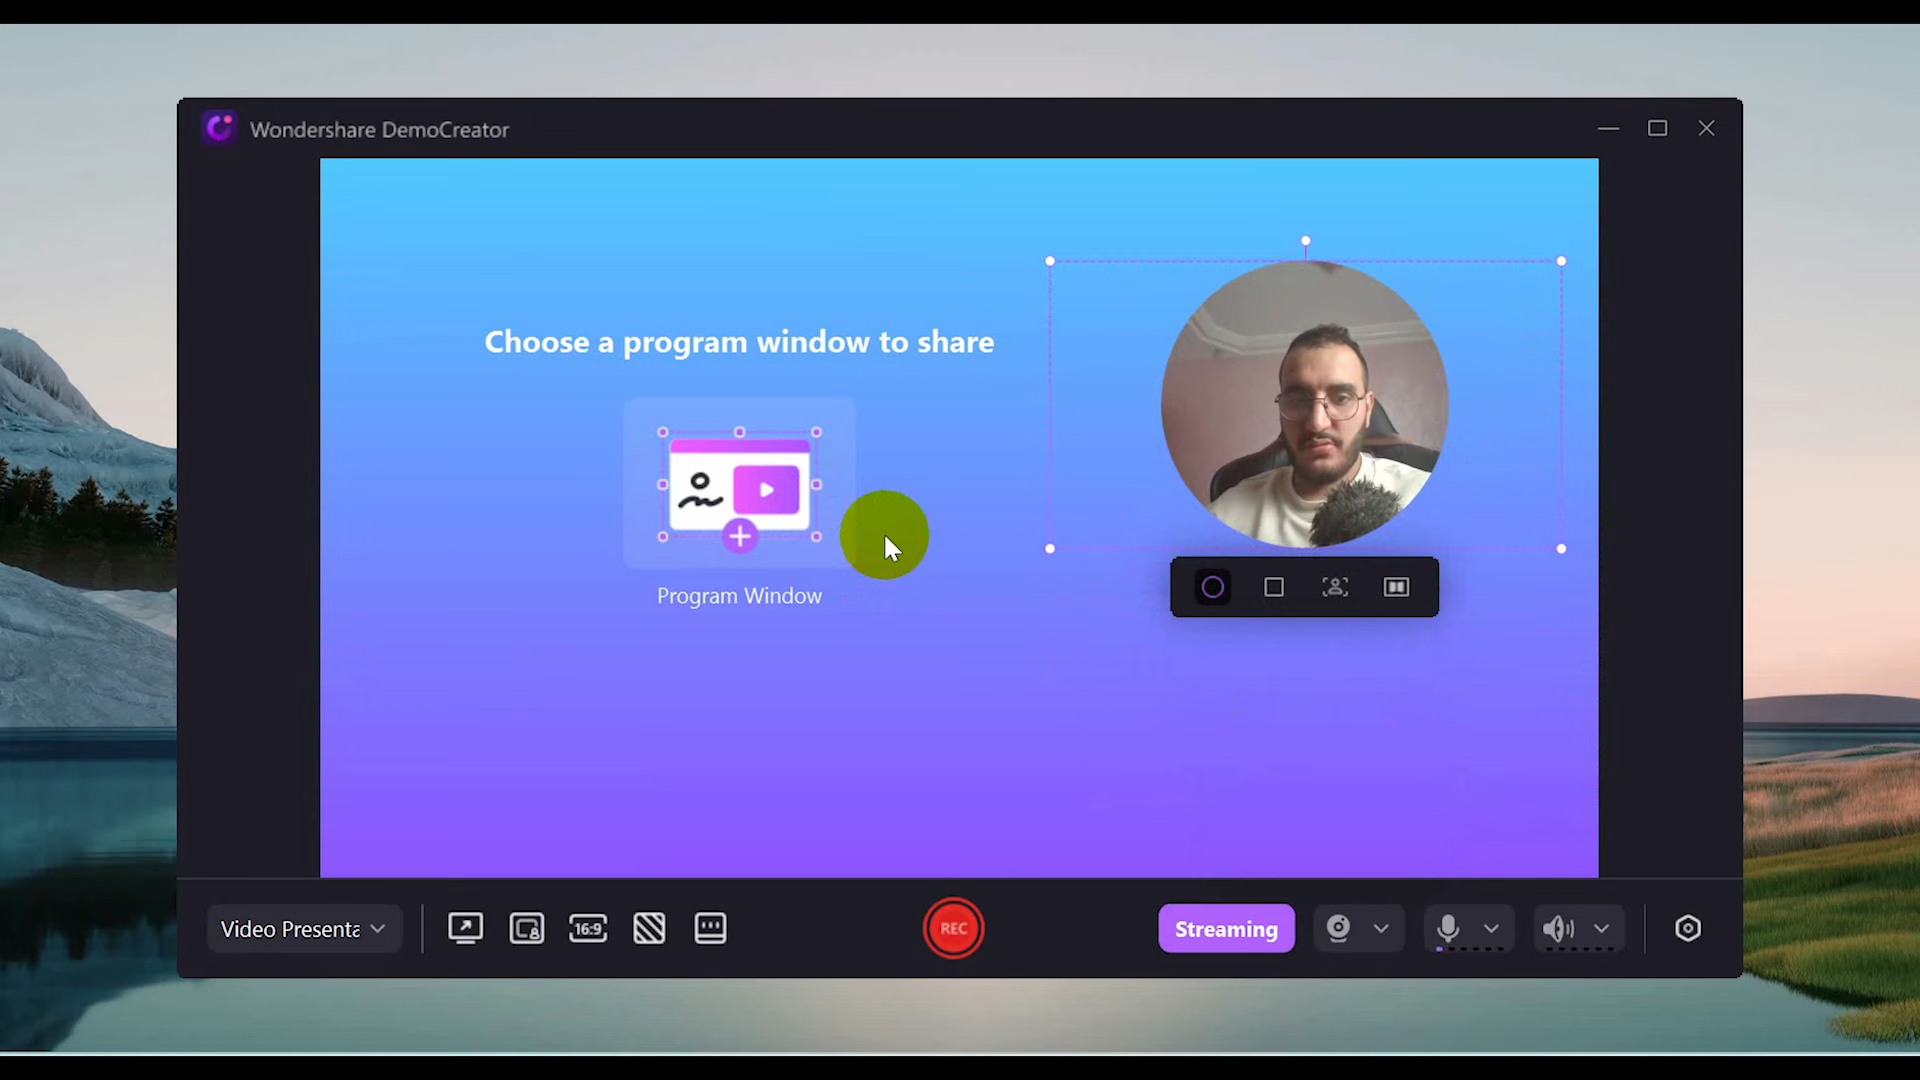 Wondershare DemoCreator
Choose a program window to share
Program Window
Video Presenta
16:9
REC
Streaming